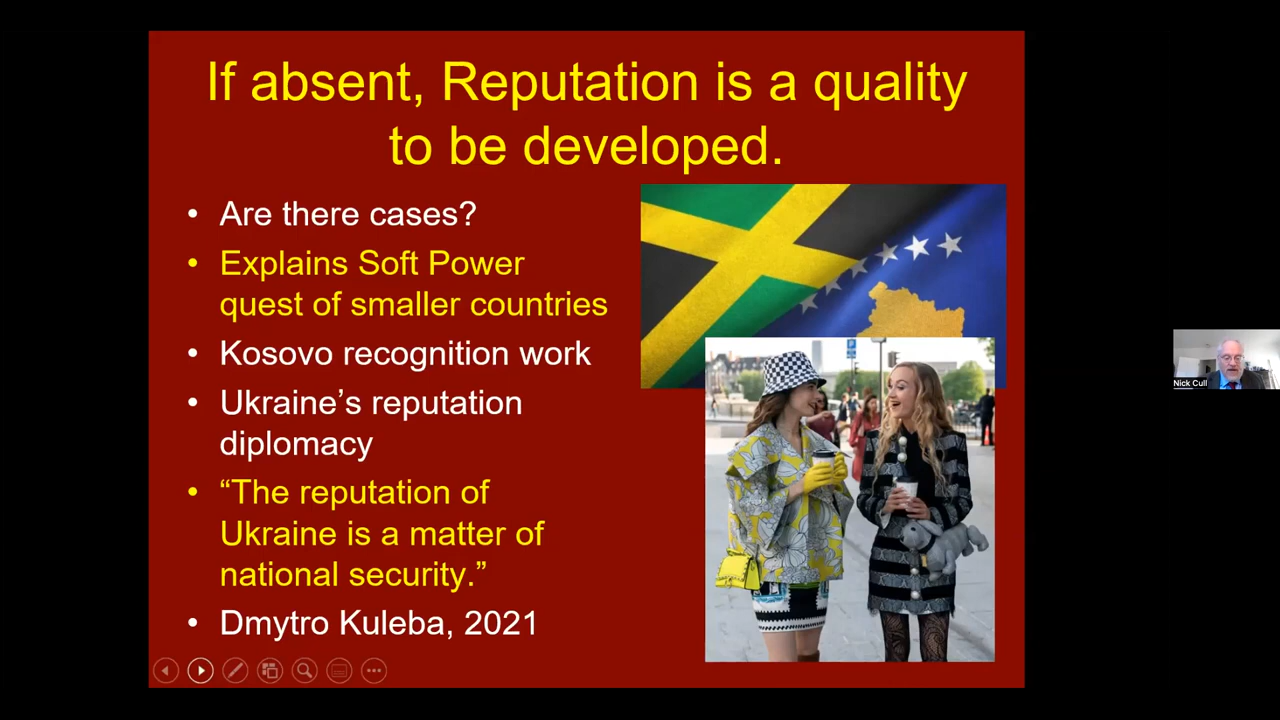 If absent, Reputation is a quality
to be developed.
• Are there cases?
• Explains Soft Power
quest of smaller countries
• Kosovo recognition work
• Ukraine’s reputation
diplomacy
• “The reputation of
Ukraine is a matter of
national security.”
• Dmytro Kuleba, 2021
Nick Cull